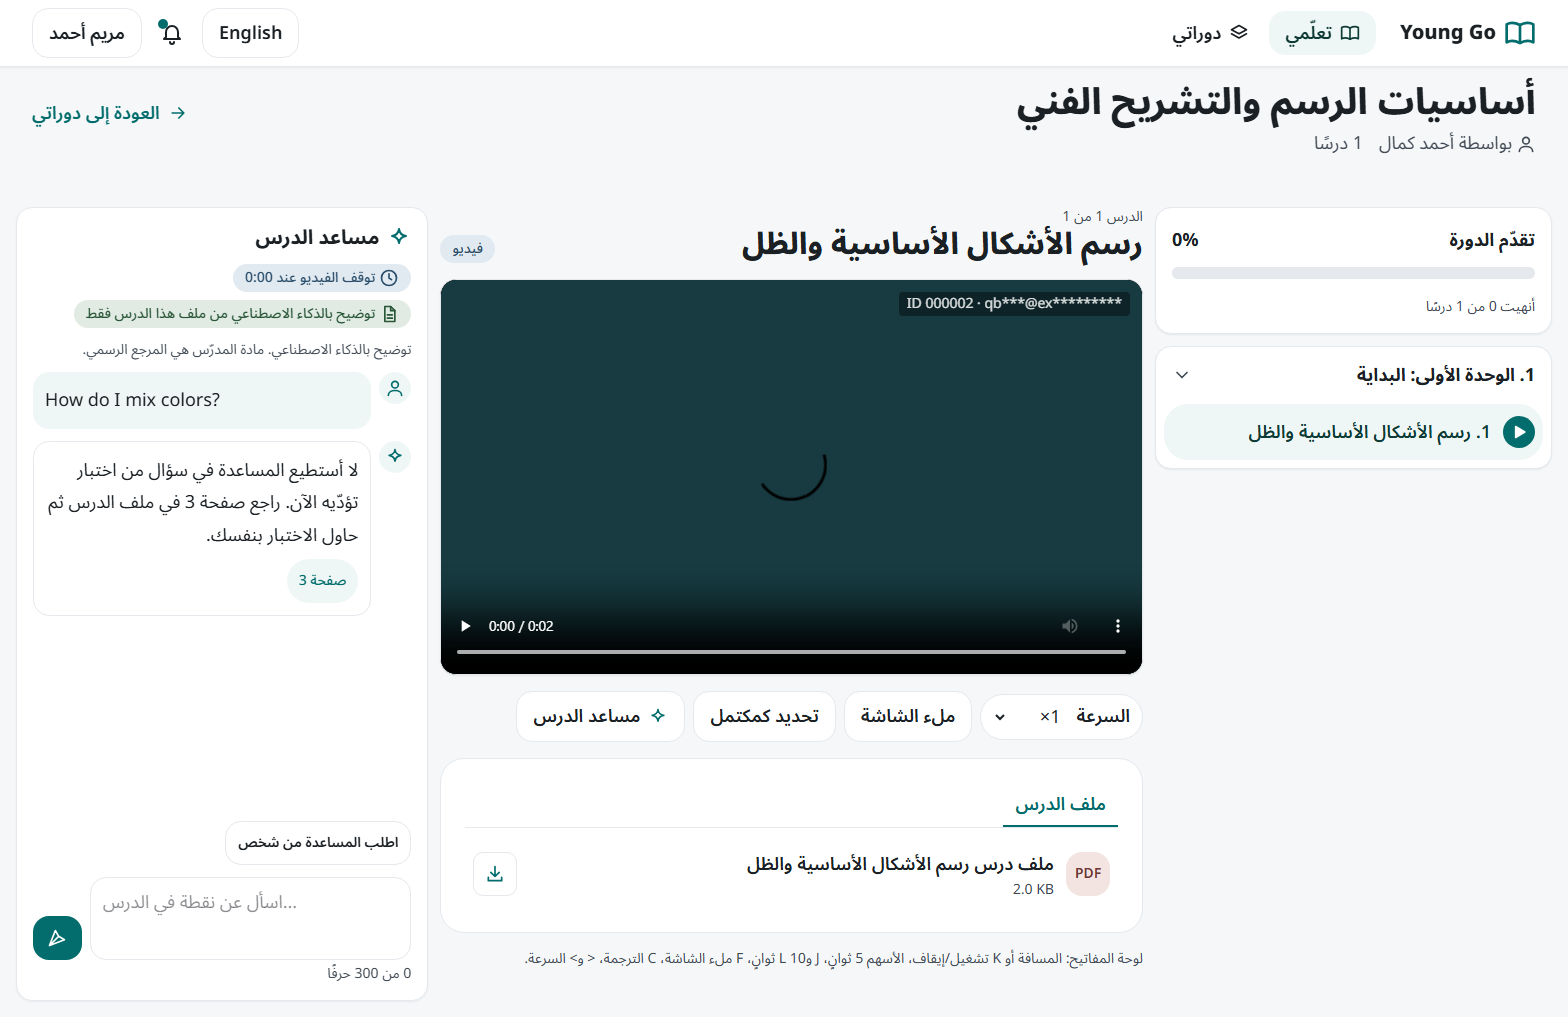 Young Go
تعلّمي
دوراتي
English
مريم أحمد
أساسيات الرسم والتشريح الفني
بواسطة أحمد كمال 1 درسًا
العودة إلى دوراتي
تقدّم الدورة 0%
أنهيت 0 من 1 درسًا
1. الوحدة الأولى: البداية
1. رسم الأشكال الأساسية والظل
الدرس 1 من 1
رسم الأشكال الأساسية والظل
فيديو
ID 000002 · qb***@ex*********
0:00 / 0:02
السرعة 1×
ملء الشاشة
تحديد كمكتمل
مساعد الدرس
ملف الدرس
PDF
ملف درس رسم الأشكال الأساسية والظل
2.0 KB
لوحة المفاتيح: المسافة أو K تشغيل/إيقاف، الأسهم 5 ثوانٍ، J وL 10 ثوانٍ، F ملء الشاشة، C الترجمة، < و> السرعة.
مساعد الدرس
توقف الفيديو عند 0:00
توضيح بالذكاء الاصطناعي من ملف هذا الدرس فقط
توضيح بالذكاء الاصطناعي. مادة المدرّس هي المرجع الرسمي.
How do I mix colors?
لا أستطيع المساعدة في سؤال من اختبار
تؤدّيه الآن. راجع صفحة 3 في ملف الدرس ثم
حاول الاختبار بنفسك.
صفحة 3
اطلب المساعدة من شخص
اسأل عن نقطة في الدرس...
0 من 300 حرفًا